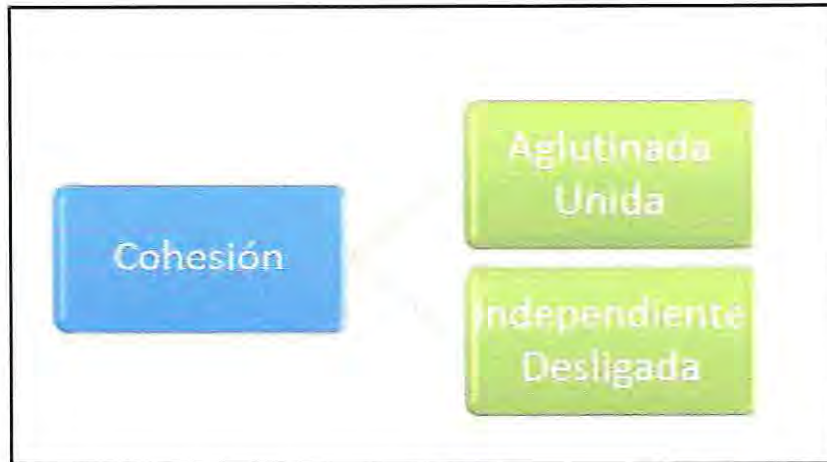 Cohesión
Aglutinada
Unida
Independiente
Desligada